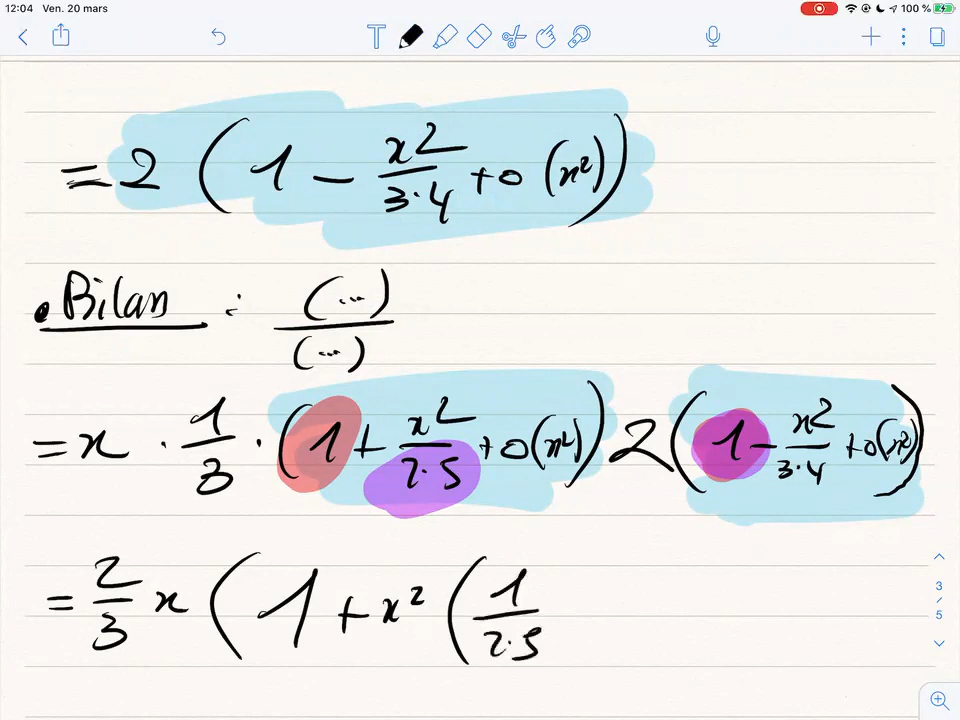 12:04 Ven. 20 mars 100 %
= 2 ( 1 - x2/3·4 + o (x2) )
• Bilan : (...)/(...)
= x · 1/3 · ( 1 + x2/2·5 + o(x2) ) 2 ( 1 - x2/3·4 + o(x2) )
= 2/3 x ( 1 + x2 ( 1/2·5
3
/
5